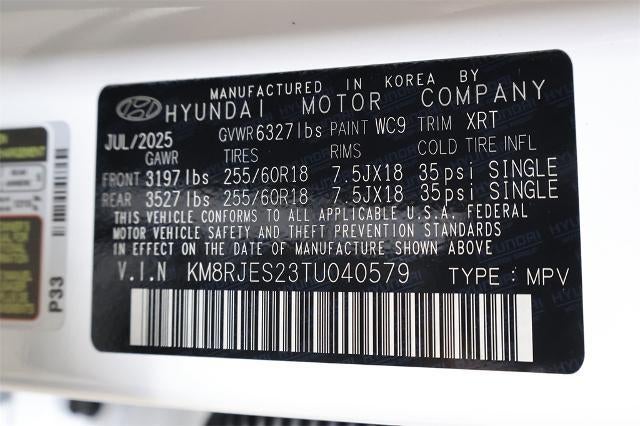 MANUFACTURED IN KOREA BY
HYUNDAI MOTOR COMPANY
JUL/2025 GVWR 6327 lbs PAINT WC9 TRIM XRT
GAWR TIRES RIMS COLD TIRE INFL
FRONT 3197 lbs 255/60R18 7.5JX18 35psi SINGLE
REAR 3527 lbs 255/60R18 7.5JX18 35psi SINGLE
THIS VEHICLE CONFORMS TO ALL APPLICABLE U.S.A. FEDERAL
MOTOR VEHICLE SAFETY AND THEFT PREVENTION STANDARDS
IN EFFECT ON THE DATE OF MANUFACTURE SHOWN ABOVE.
V.I.N KM8RJES23TU040579 TYPE: MPV
P33